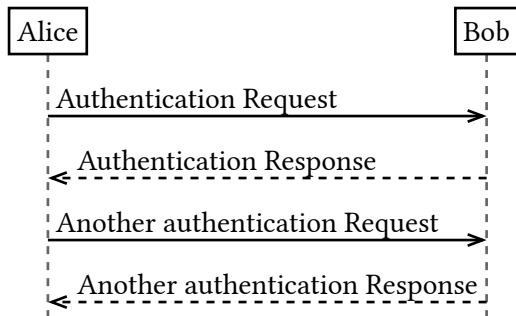 Alice
Bob
Authentication Request
Authentication Response
Another authentication Request
Another authentication Response